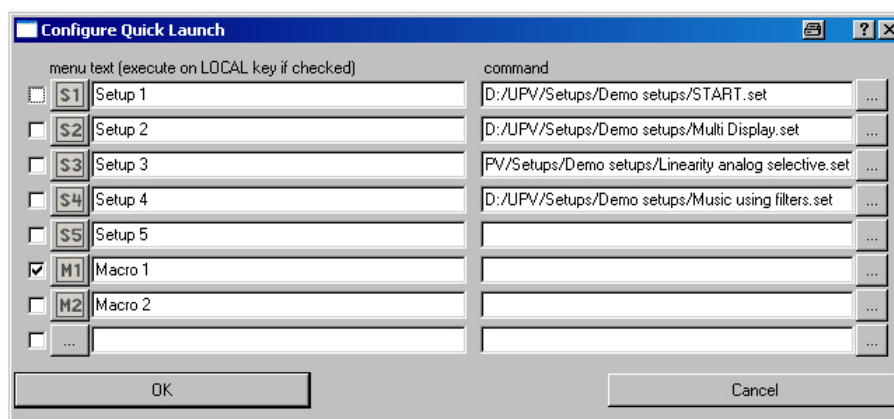 Configure Quick Launch
menu text (execute on LOCAL key if checked) command
S1 Setup 1 D:/UPV/Setups/Demo setups/START.set ...
S2 Setup 2 D:/UPV/Setups/Demo setups/Multi Display.set ...
S3 Setup 3 PV/Setups/Demo setups/Linearity analog selective.set ...
S4 Setup 4 D:/UPV/Setups/Demo setups/Music using filters.set ...
S5 Setup 5 ...
M1 Macro 1 ...
M2 Macro 2 ...
... ...
OK Cancel